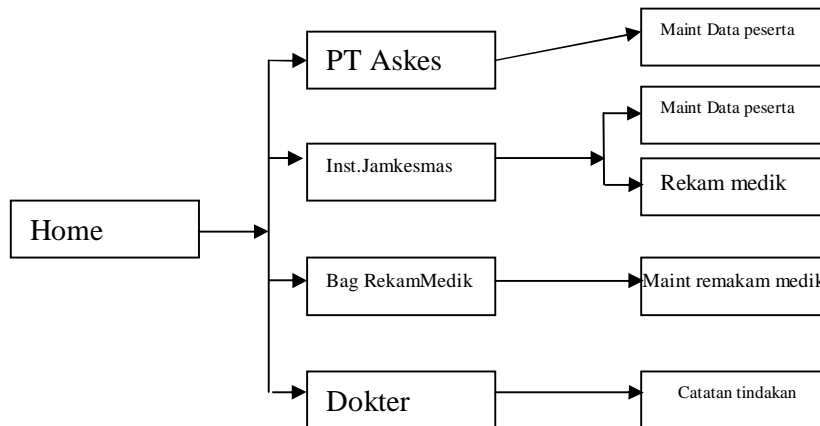 Home
PT Askes
Maint Data peserta
Inst.Jamkesmas
Maint Data peserta
Rekam medik
Bag RekamMedik
Maint remakam medik
Dokter
Catatan tindakan